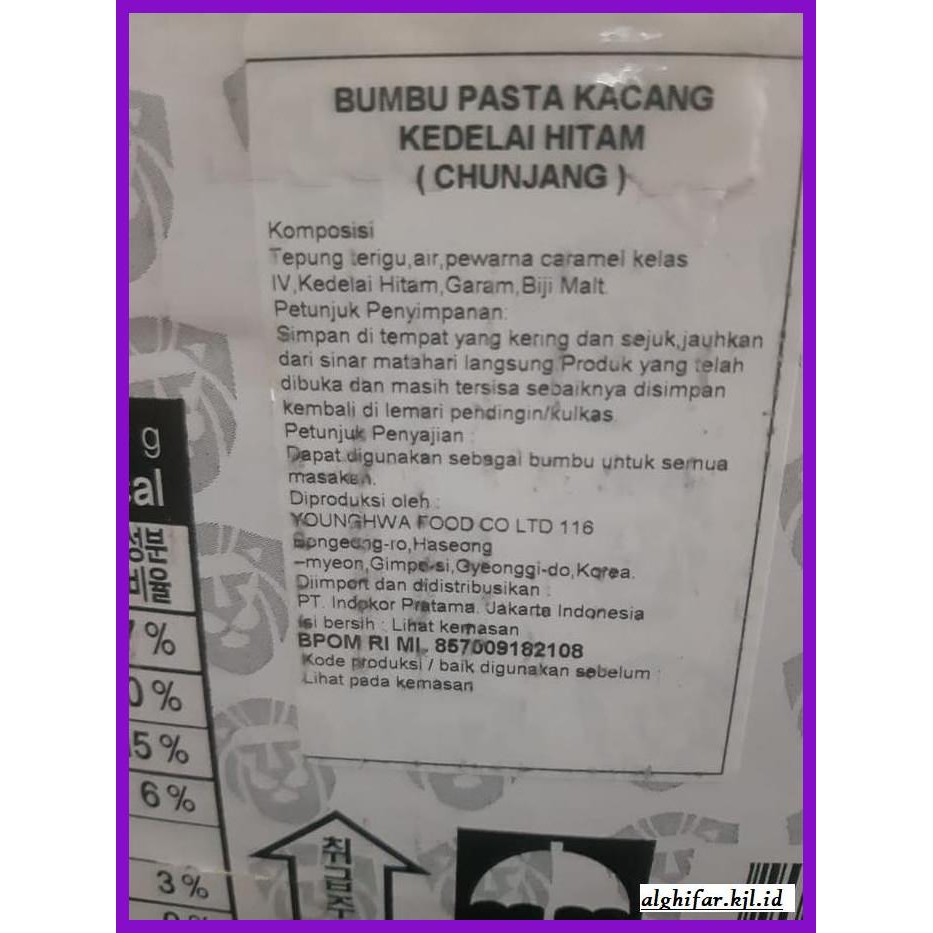 BUMBU PASTA KACANG
KEDELAI HITAM
( CHUNJANG )
Komposisi
Tepung terigu,air,pewarna caramel kelas
IV,Kedelai Hitam,Garam,Biji Malt.
Petunjuk Penyimpanan:
Simpan di tempat yang kering dan sejuk,jauhkan
dari sinar matahari langsung.Produk yang telah
dibuka dan masih tersisa sebaiknya disimpan
kembali di lemari pendingin/kulkas.
Petunjuk Penyajian :
Dapat digunakan sebagai bumbu untuk semua
masakan.
Diproduksi oleh :
YOUNGHWA FOOD CO LTD 116
-ro,Haseong
–myeon,Gimpo-si,Gyeonggi-do,Korea.
Diimport dan didistribusikan :
PT. Indokor Pratama. Jakarta Indonesia
Isi bersih : Lihat kemasan
BPOM RI ML. 857009182108
Kode produksi / baik digunakan sebelum :
Lihat pada kemasan
g
al
성분
비율
%
0 %
15 %
6 %
3 %
취급주
alghifar.kjl.id